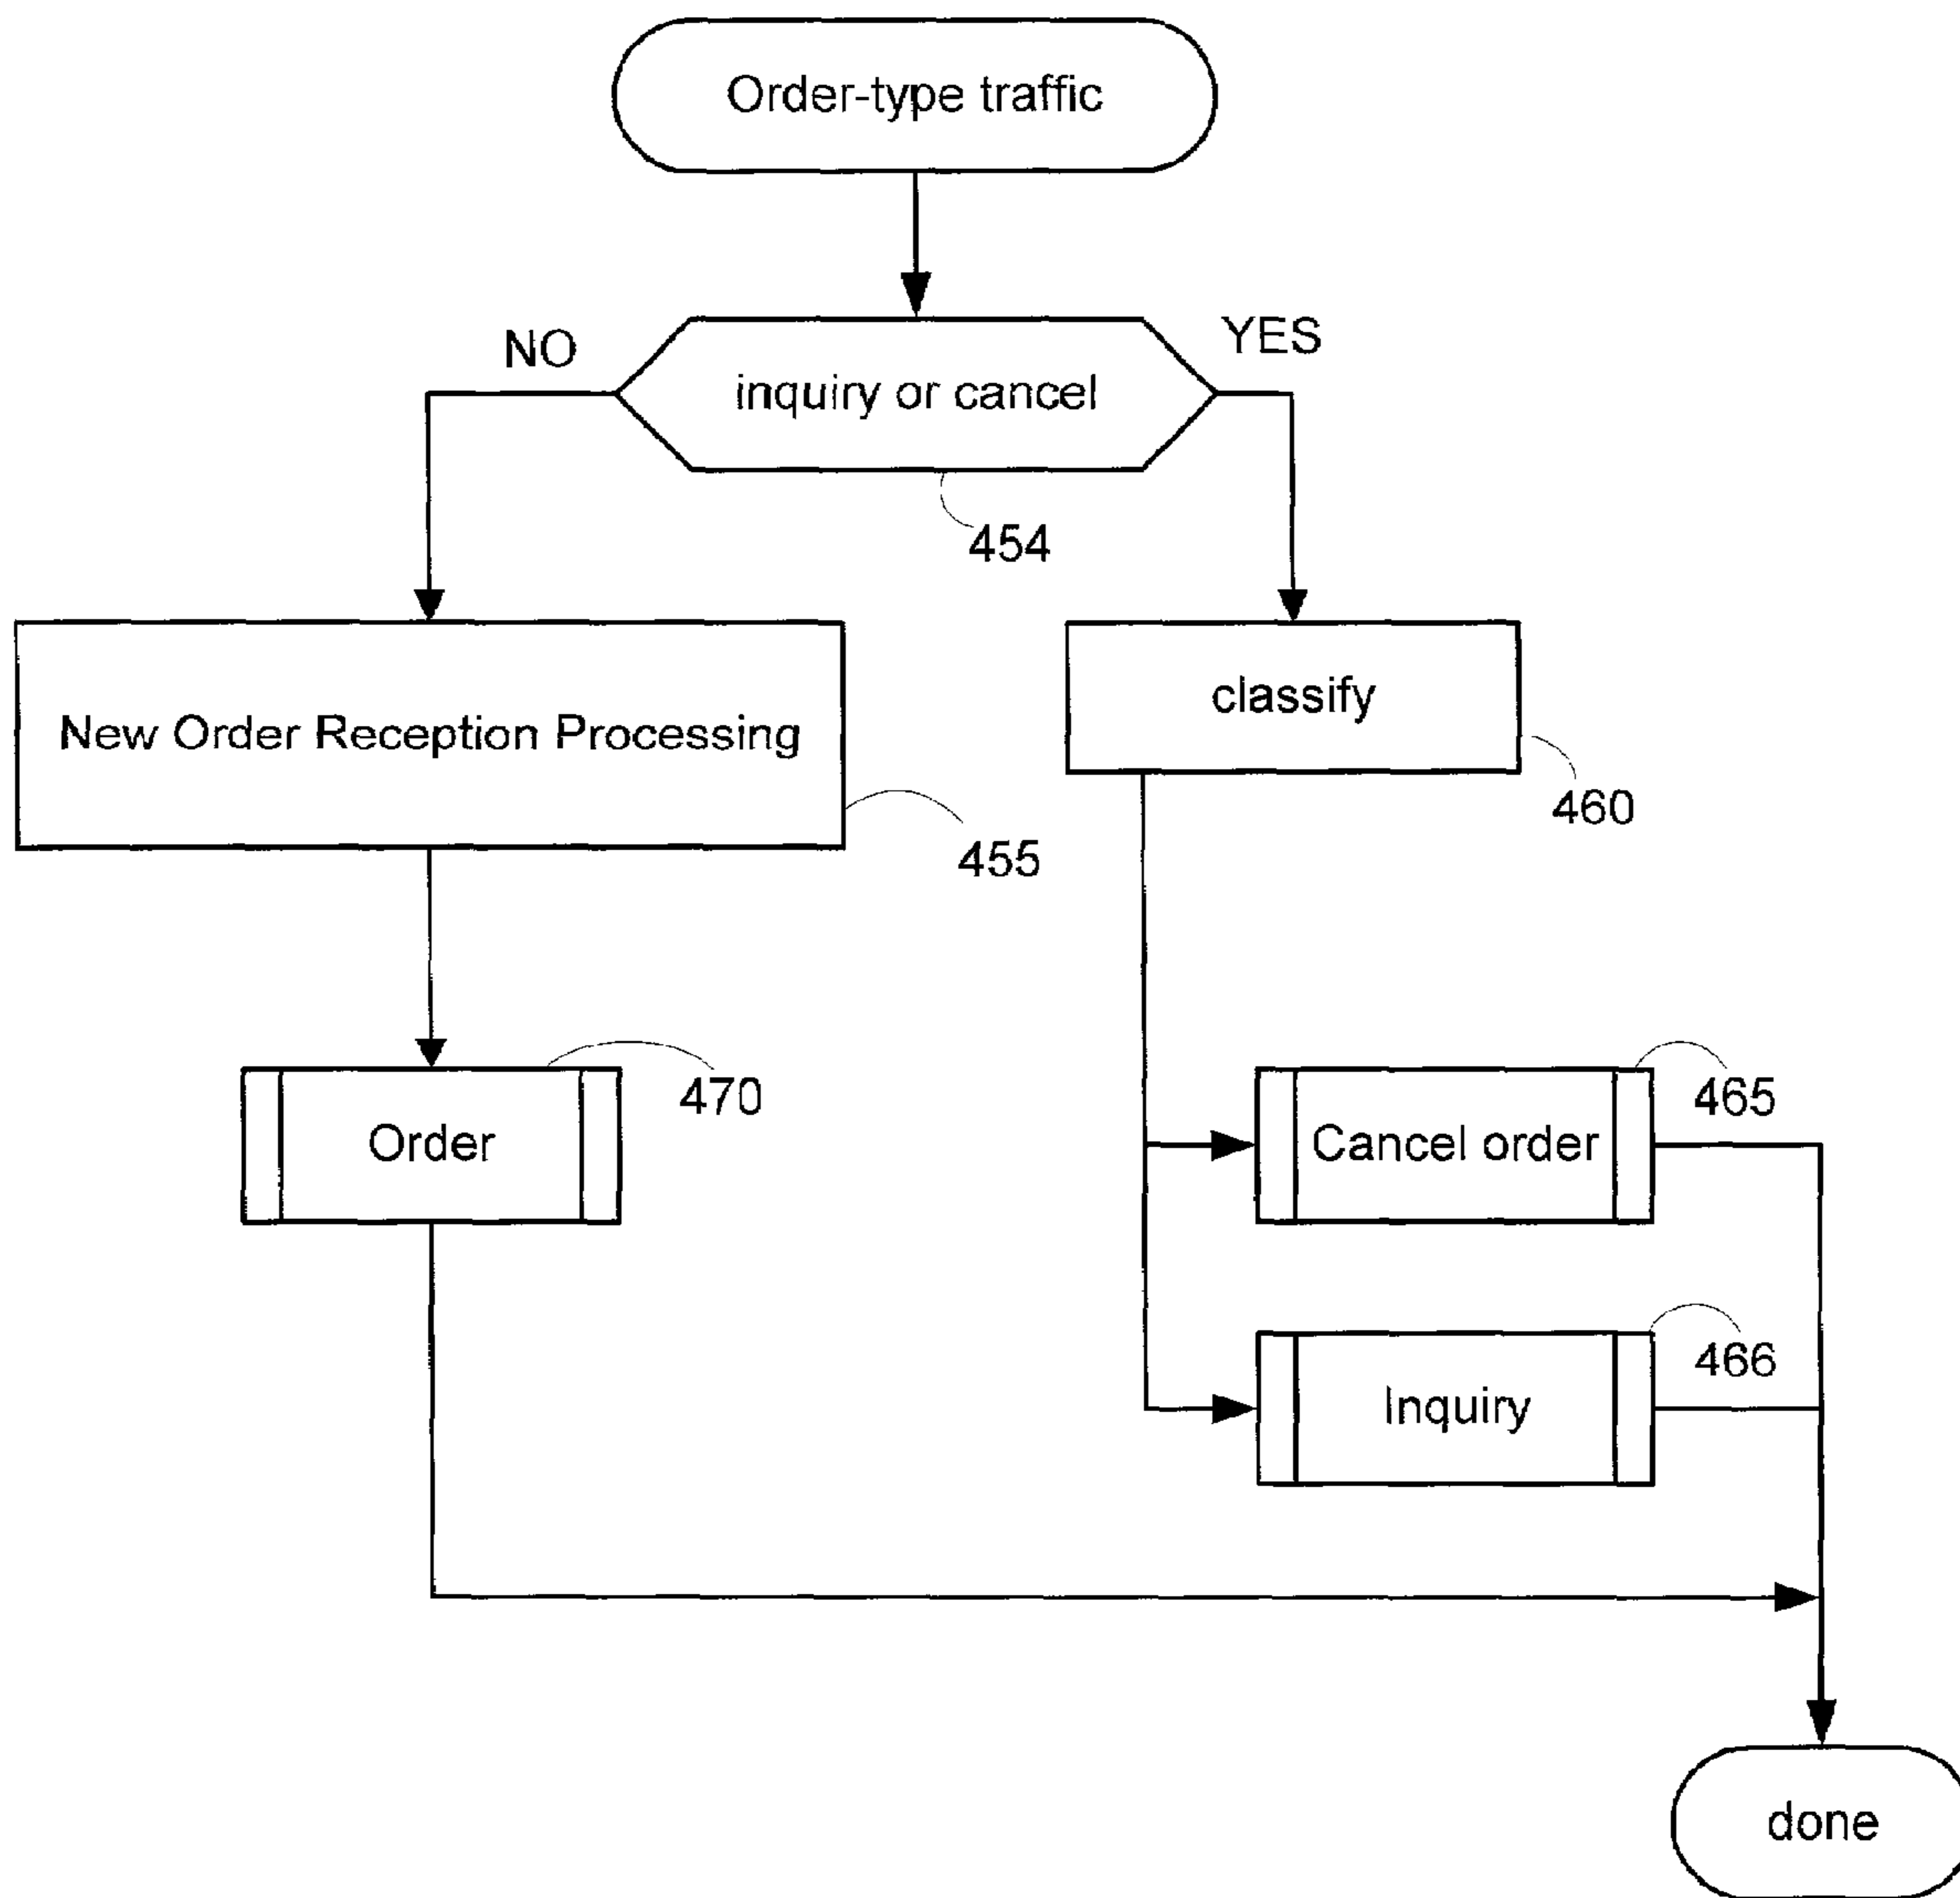 Order-type traffic
NO
YES
inquiry or cancel
454
New Order Reception Processing
classify
460
455
470
465
Order
Cancel order
466
Inquiry
done